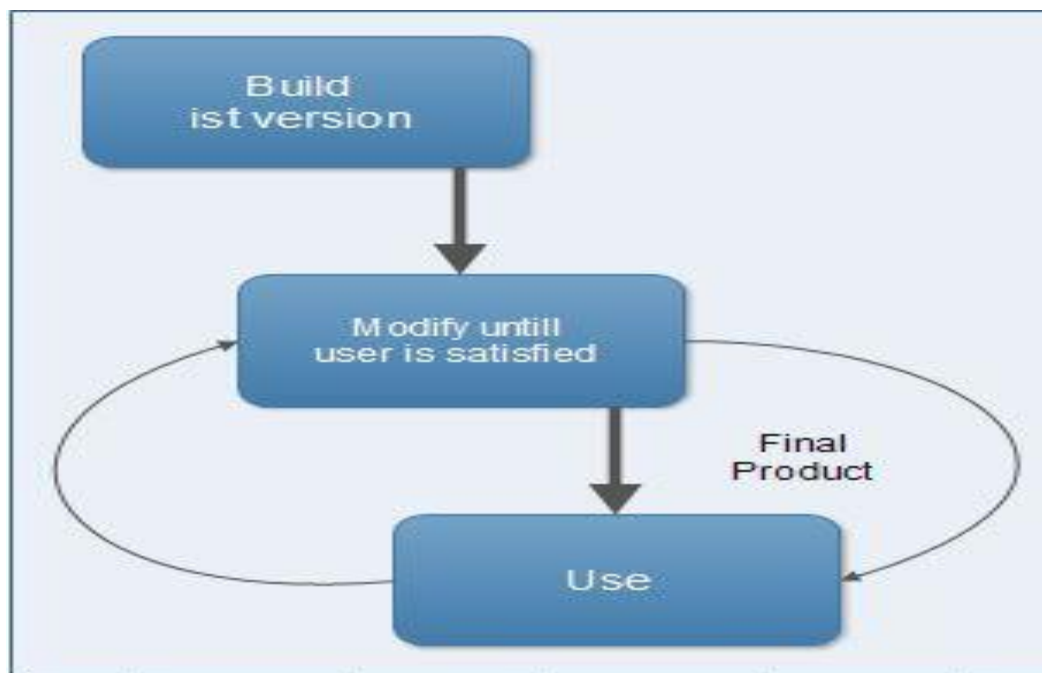 Build
ist version
Modify untill
user is satisfied
Final
Product
Use